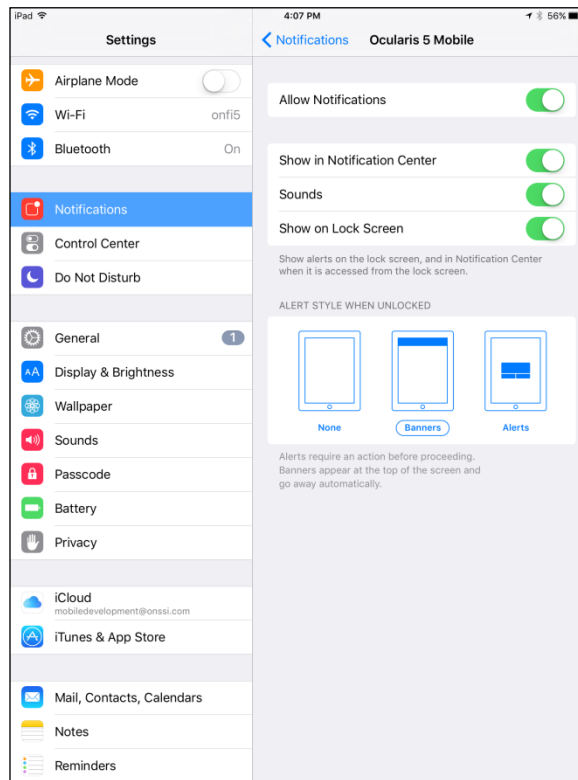 iPad
4:07 PM
56%
Settings
Airplane Mode
Wi-Fi
onfi5
Bluetooth
On
Notifications
Control Center
Do Not Disturb
General
1
AA
Display & Brightness
Wallpaper
Sounds
Passcode
Battery
Privacy
iCloud
mobiledevelopment@onssi.com
iTunes & App Store
Mail, Contacts, Calendars
Notes
Reminders
Notifications
Ocularis 5 Mobile
Allow Notifications
Show in Notification Center
Sounds
Show on Lock Screen
Show alerts on the lock screen, and in Notification Center
when it is accessed from the lock screen.
ALERT STYLE WHEN UNLOCKED
None
Banners
Alerts
Alerts require an action before proceeding.
Banners appear at the top of the screen and
go away automatically.